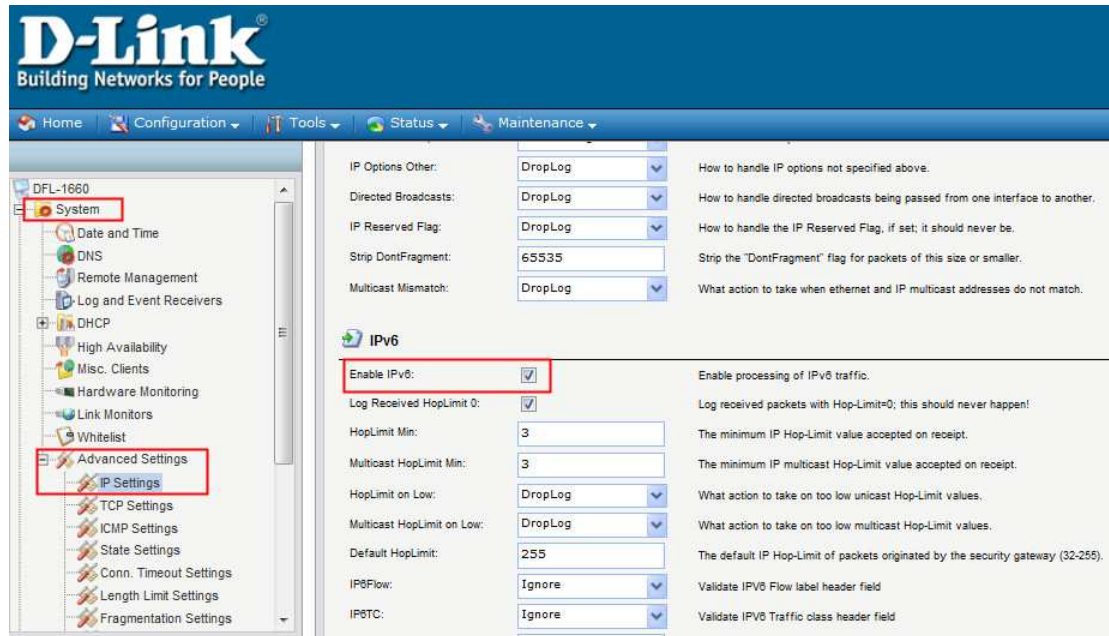 D-Link®
Building Networks for People
Home Configuration Tools Status Maintenance
DFL-1660
System
Date and Time
DNS
Remote Management
Log and Event Receivers
DHCP
High Availability
Misc. Clients
Hardware Monitoring
Link Monitors
Whitelist
Advanced Settings
IP Settings
TCP Settings
ICMP Settings
State Settings
Conn. Timeout Settings
Length Limit Settings
Fragmentation Settings
IP Options Other: DropLog How to handle IP options not specified above.
Directed Broadcasts: DropLog How to handle directed broadcasts being passed from one interface to another.
IP Reserved Flag: DropLog How to handle the IP Reserved Flag, if set; it should never be.
Strip DontFragment: 65535 Strip the "DontFragment" flag for packets of this size or smaller.
Multicast Mismatch: DropLog What action to take when ethernet and IP multicast addresses do not match.
IPv6
Enable IPv6: Enable processing of IPv6 traffic.
Log Received HopLimit 0: Log received packets with Hop-Limit=0; this should never happen!
HopLimit Min: 3 The minimum IP Hop-Limit value accepted on receipt.
Multicast HopLimit Min: 3 The minimum IP multicast Hop-Limit value accepted on receipt.
HopLimit on Low: DropLog What action to take on too low unicast Hop-Limit values.
Multicast HopLimit on Low: DropLog What action to take on too low multicast Hop-Limit values.
Default HopLimit: 255 The default IP Hop-Limit of packets originated by the security gateway (32-255).
IP6Flow: Ignore Validate IPV6 Flow label header field
IP6TC: Ignore Validate IPV6 Traffic class header field